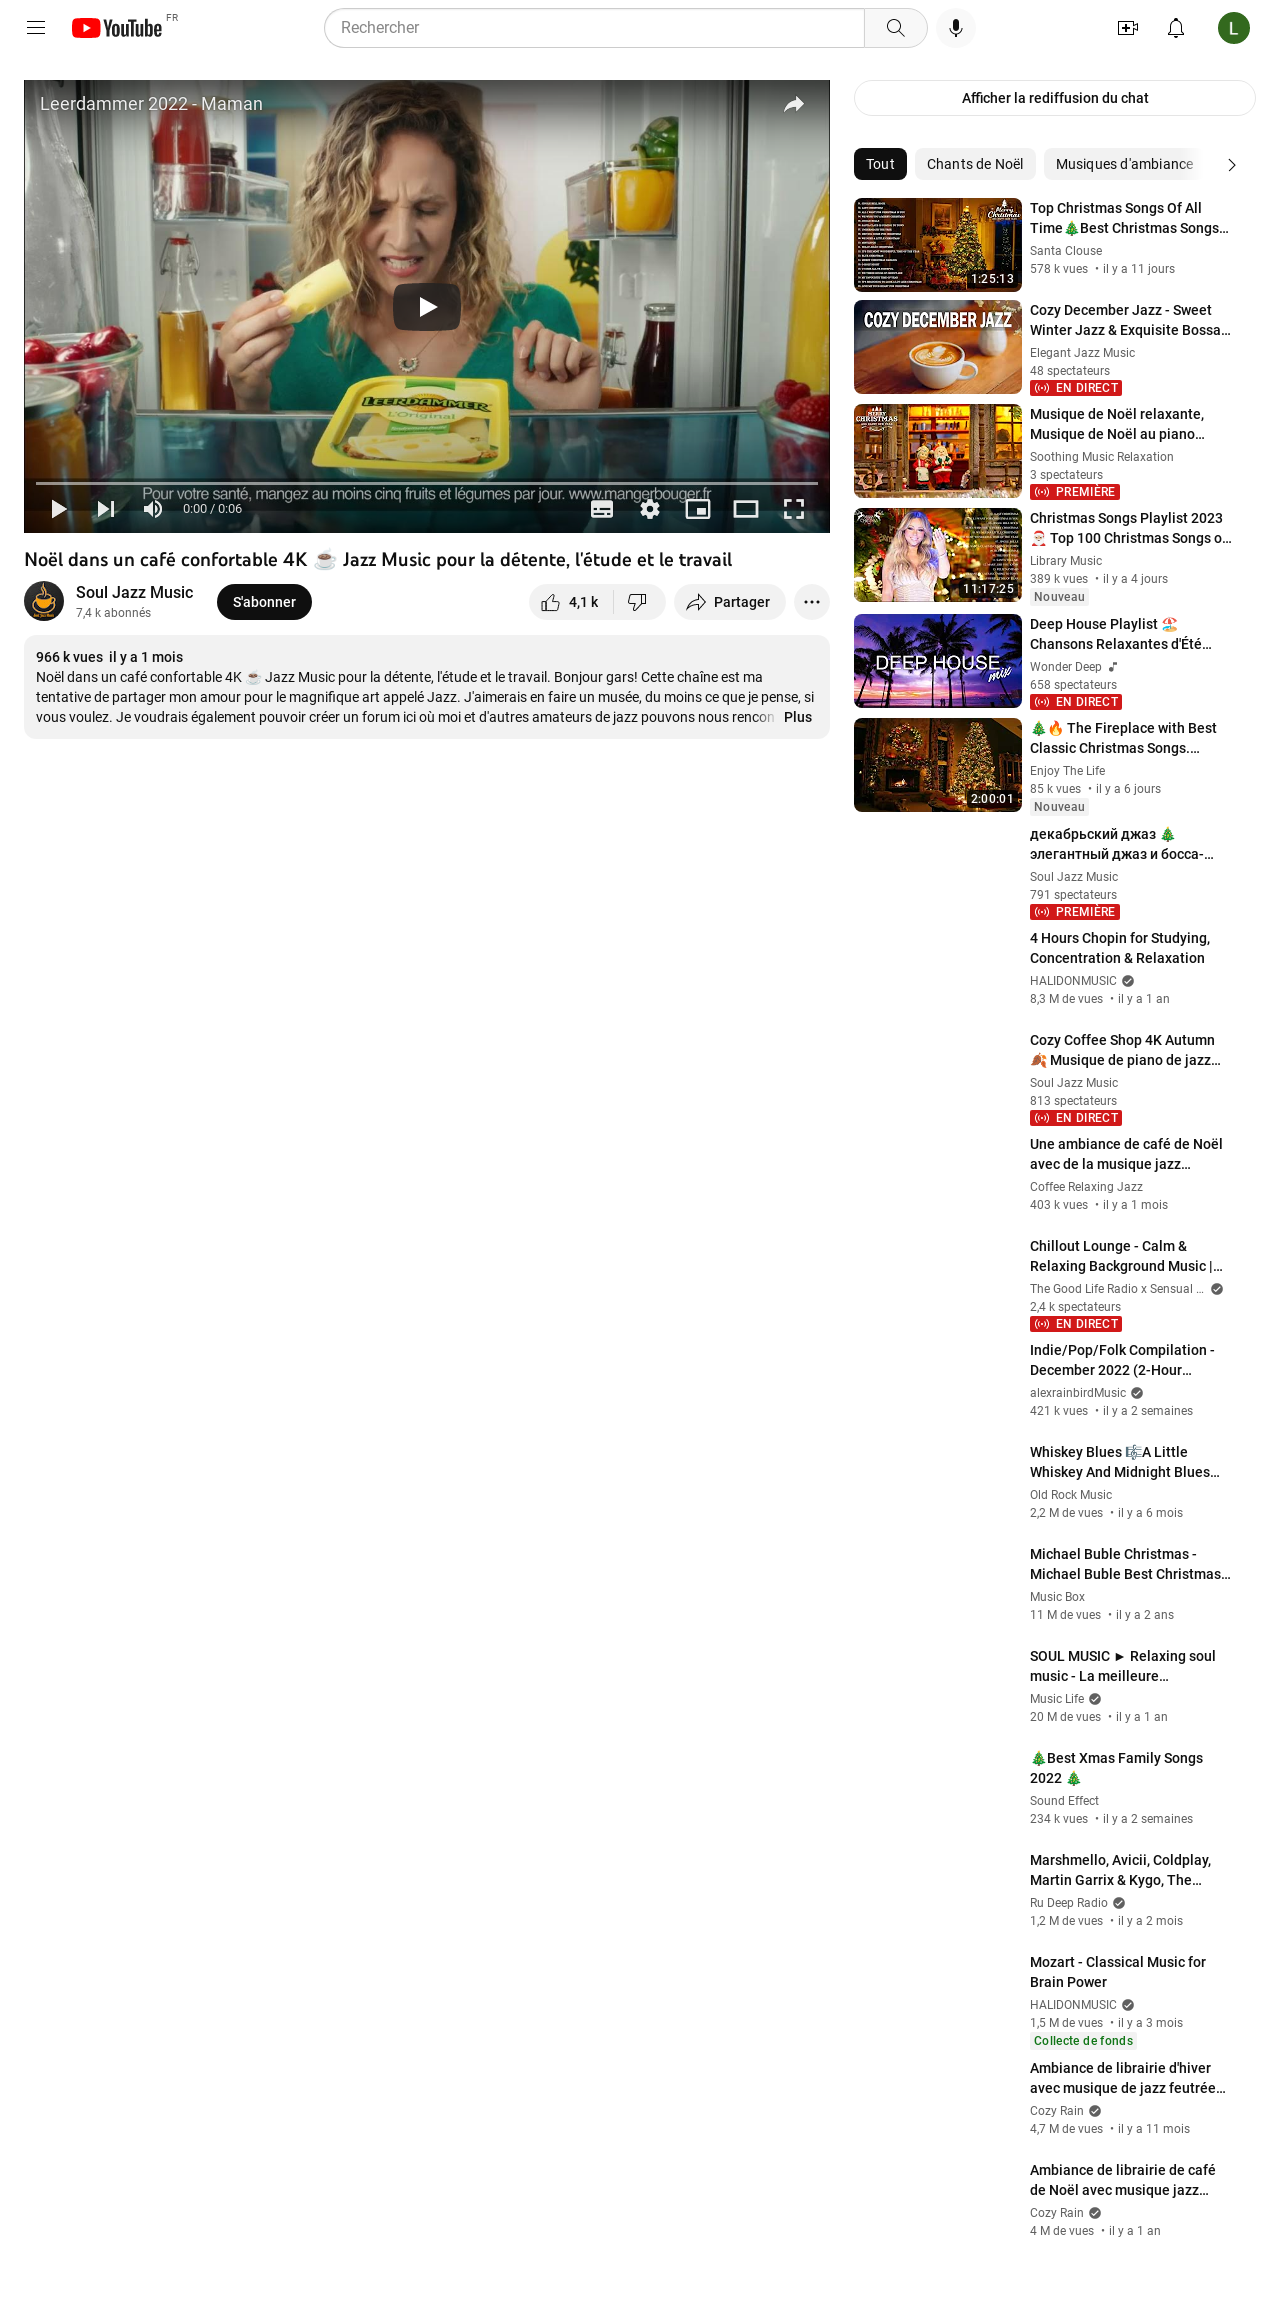 YouTube FR
Rechercher
L
Leerdammer 2022 - Maman
LEERDAMMER
L'Original
Pour votre santé, mangez au moins cinq fruits et légumes par jour. www.mangerbouger.fr
0:00 / 0:06
Noël dans un café confortable 4K ☕ Jazz Music pour la détente, l'étude et le travail
Soul Jazz Music
7,4 k abonnés
S'abonner
4,1 k
Partager
966 k vues il y a 1 mois
Noël dans un café confortable 4K ☕ Jazz Music pour la détente, l'étude et le travail. Bonjour gars! Cette chaîne est ma
tentative de partager mon amour pour le magnifique art appelé Jazz. J'aimerais en faire un musée, du moins ce que je pense, si
vous voulez. Je voudrais également pouvoir créer un forum ici où moi et d'autres amateurs de jazz pouvons nous rencon Plus
Afficher la rediffusion du chat
Tout
Chants de Noël
Musiques d'ambiance
Merry Christmas
1:25:13
Top Christmas Songs Of All
Time🎄Best Christmas Songs…
Santa Clouse
578 k vues • il y a 11 jours
COZY DECEMBER JAZZ
Cozy December Jazz - Sweet
Winter Jazz & Exquisite Bossa…
Elegant Jazz Music
48 spectateurs
EN DIRECT
MERRY
CHRISTMAS
Musique de Noël relaxante,
Musique de Noël au piano…
Soothing Music Relaxation
3 spectateurs
PREMIÈRE
11:17:25
Christmas Songs Playlist 2023
🎅 Top 100 Christmas Songs o…
Library Music
389 k vues • il y a 4 jours
Nouveau
DEEP HOUSE
mix
Deep House Playlist 🏖️
Chansons Relaxantes d'Été…
Wonder Deep
658 spectateurs
EN DIRECT
2:00:01
🎄🔥 The Fireplace with Best
Classic Christmas Songs.…
Enjoy The Life
85 k vues • il y a 6 jours
Nouveau
декабрьский джаз 🎄
элегантный джаз и босса-…
Soul Jazz Music
791 spectateurs
PREMIÈRE
4 Hours Chopin for Studying,
Concentration & Relaxation
HALIDONMUSIC
8,3 M de vues • il y a 1 an
Cozy Coffee Shop 4K Autumn
🍂 Musique de piano de jazz…
Soul Jazz Music
813 spectateurs
EN DIRECT
Une ambiance de café de Noël
avec de la musique jazz…
Coffee Relaxing Jazz
403 k vues • il y a 1 mois
Chillout Lounge - Calm &
Relaxing Background Music |…
The Good Life Radio x Sensual …
2,4 k spectateurs
EN DIRECT
Indie/Pop/Folk Compilation -
December 2022 (2-Hour…
alexrainbirdMusic
421 k vues • il y a 2 semaines
Whiskey Blues 🎼A Little
Whiskey And Midnight Blues…
Old Rock Music
2,2 M de vues • il y a 6 mois
Michael Buble Christmas -
Michael Buble Best Christmas…
Music Box
11 M de vues • il y a 2 ans
SOUL MUSIC ► Relaxing soul
music - La meilleure…
Music Life
20 M de vues • il y a 1 an
🎄Best Xmas Family Songs
2022 🎄
Sound Effect
234 k vues • il y a 2 semaines
Marshmello, Avicii, Coldplay,
Martin Garrix & Kygo, The…
Ru Deep Radio
1,2 M de vues • il y a 2 mois
Mozart - Classical Music for
Brain Power
HALIDONMUSIC
1,5 M de vues • il y a 3 mois
Collecte de fonds
Ambiance de librairie d'hiver
avec musique de jazz feutrée…
Cozy Rain
4,7 M de vues • il y a 11 mois
Ambiance de librairie de café
de Noël avec musique jazz…
Cozy Rain
4 M de vues • il y a 1 an